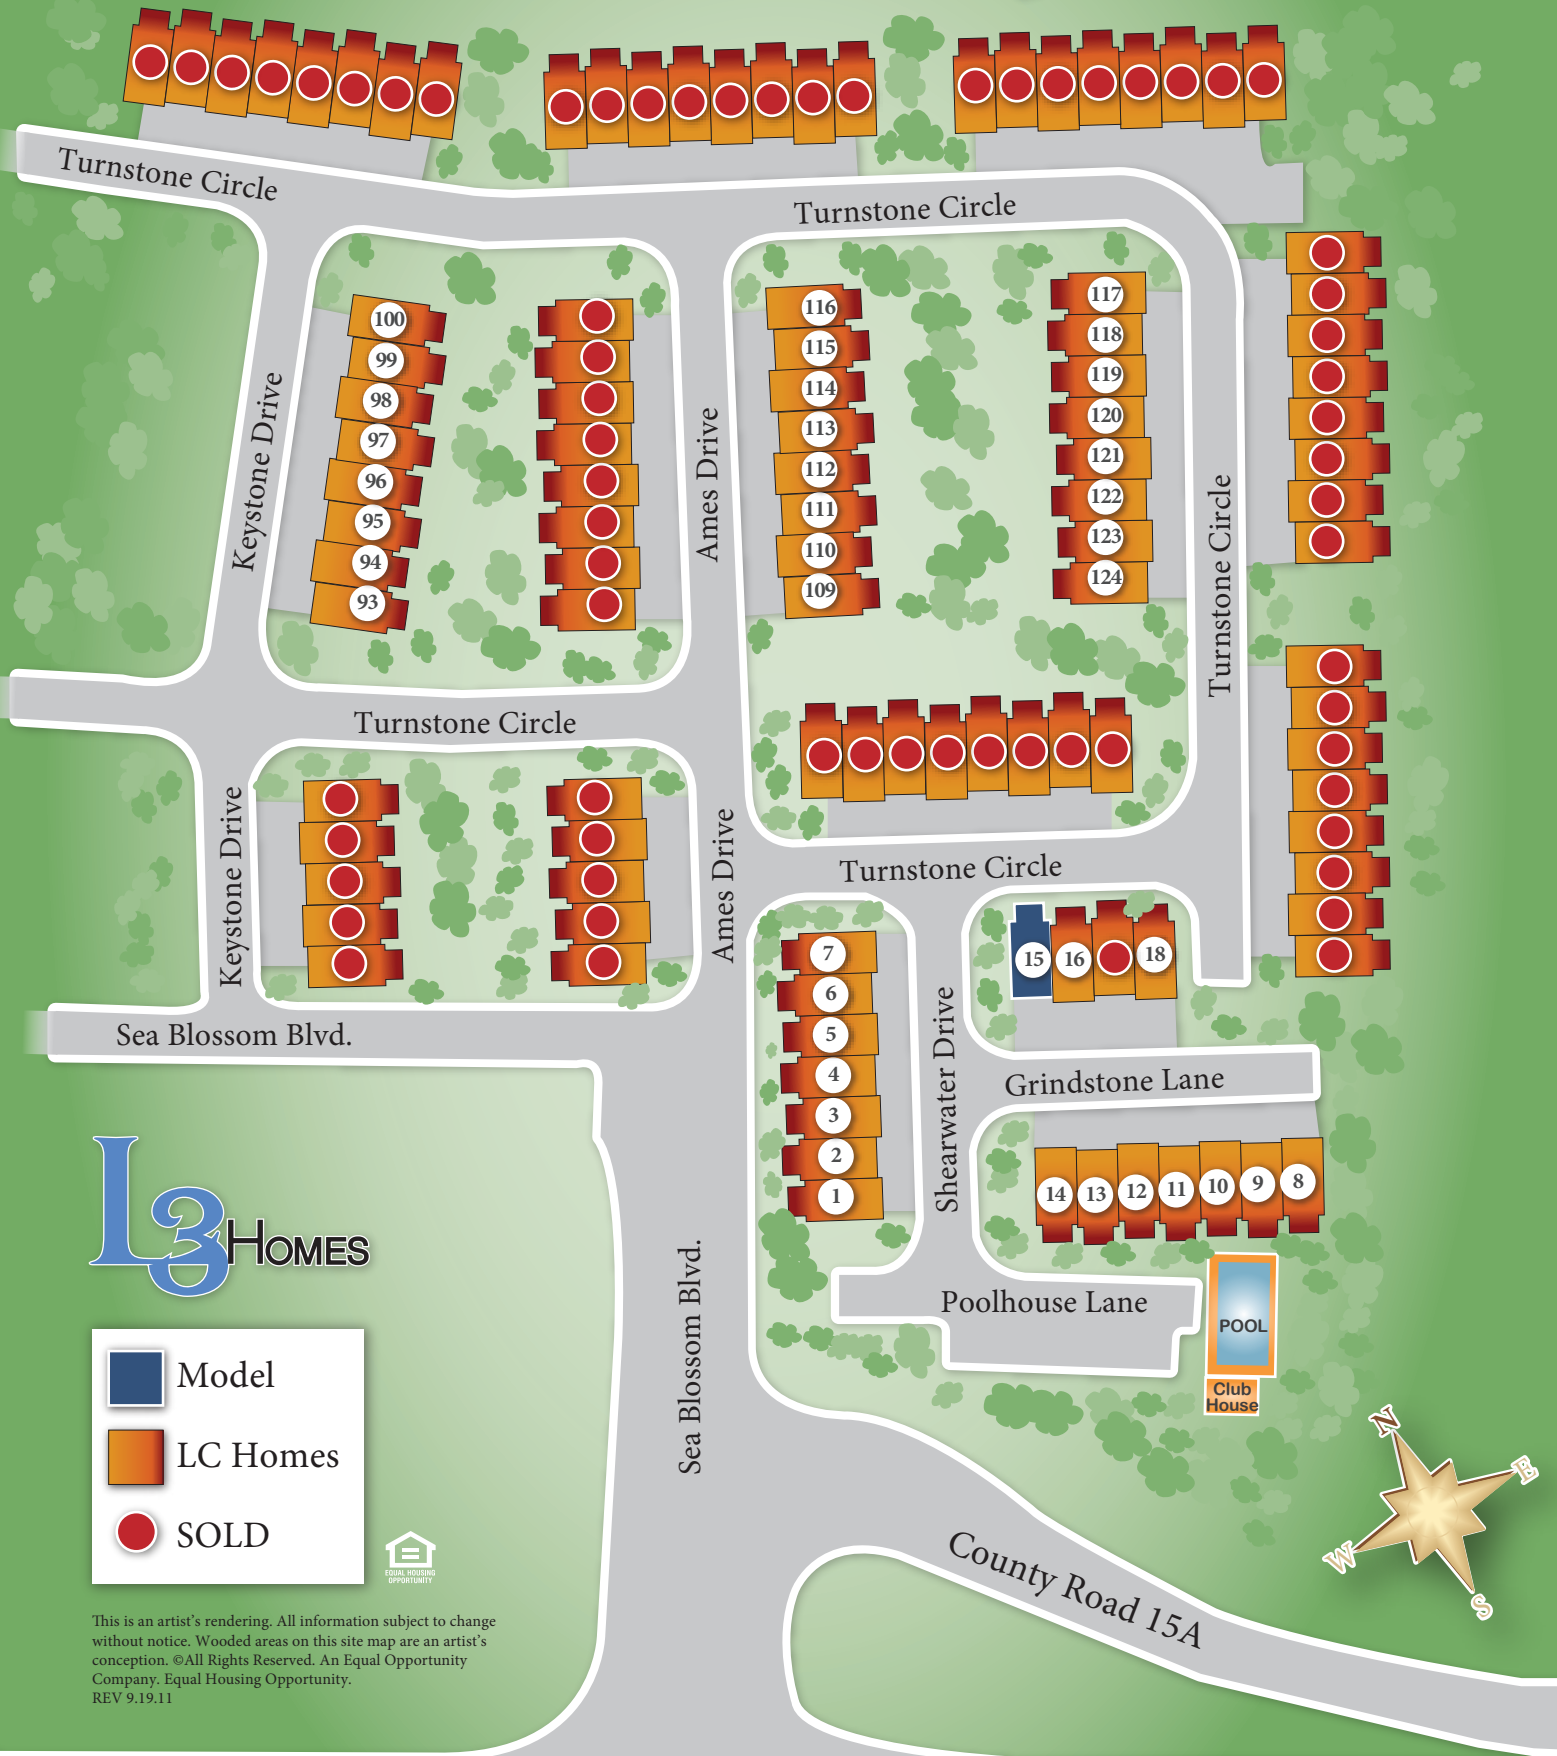 Turnstone Circle
Turnstone Circle
100
99
98
97
96
95
94
93
Keystone Drive
Ames Drive
116
115
114
113
112
111
110
109
117
118
119
120
121
122
123
124
Turnstone Circle
Turnstone Circle
Keystone Drive
Ames Drive
Turnstone Circle
Sea Blossom Blvd.
7
6
5
4
3
2
1
Shearwater Drive
15
16
18
Grindstone Lane
14
13
12
11
10
9
8
Poolhouse Lane
POOL
Club
House
Sea Blossom Blvd.
County Road 15A
L3 HOMES
Model
LC Homes
SOLD
EQUAL HOUSING
OPPORTUNITY
This is an artist's rendering. All information subject to change
without notice. Wooded areas on this site map are an artist's
conception. ©All Rights Reserved. An Equal Opportunity
Company. Equal Housing Opportunity.
REV 9.19.11
N
E
W
S